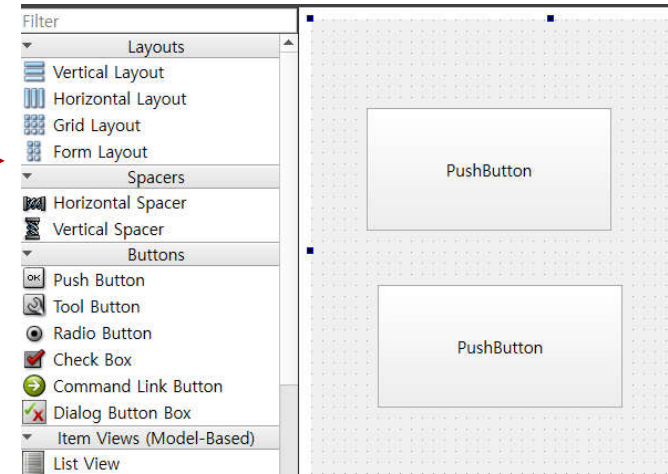 Filter
Layouts
Vertical Layout
Horizontal Layout
Grid Layout
Form Layout
Spacers
Horizontal Spacer
Vertical Spacer
Buttons
OK Push Button
Tool Button
Radio Button
Check Box
Command Link Button
Dialog Button Box
Item Views (Model-Based)
List View
PushButton
PushButton